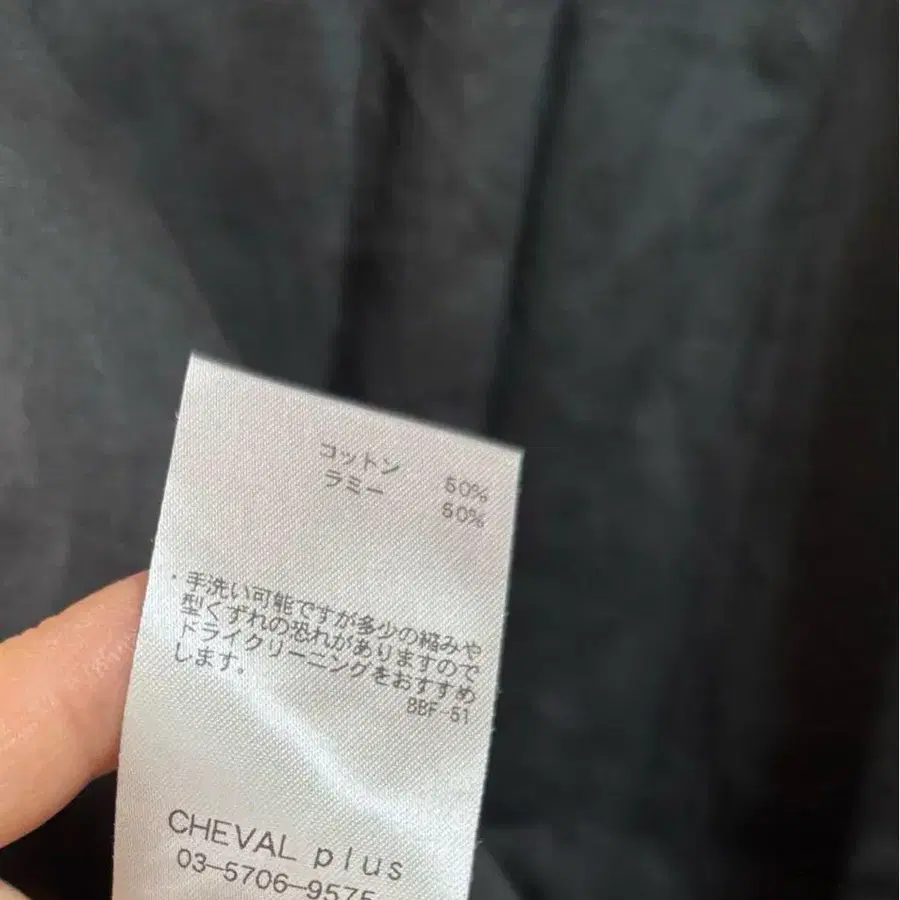 コットン 50%
ラミー 50%
・手洗い可能ですが多少の縮みや
型くずれの恐れがありますので
ドライクリーニングをおすすめ
します。
BBF-51
CHEVAL plus
03-5706-9575